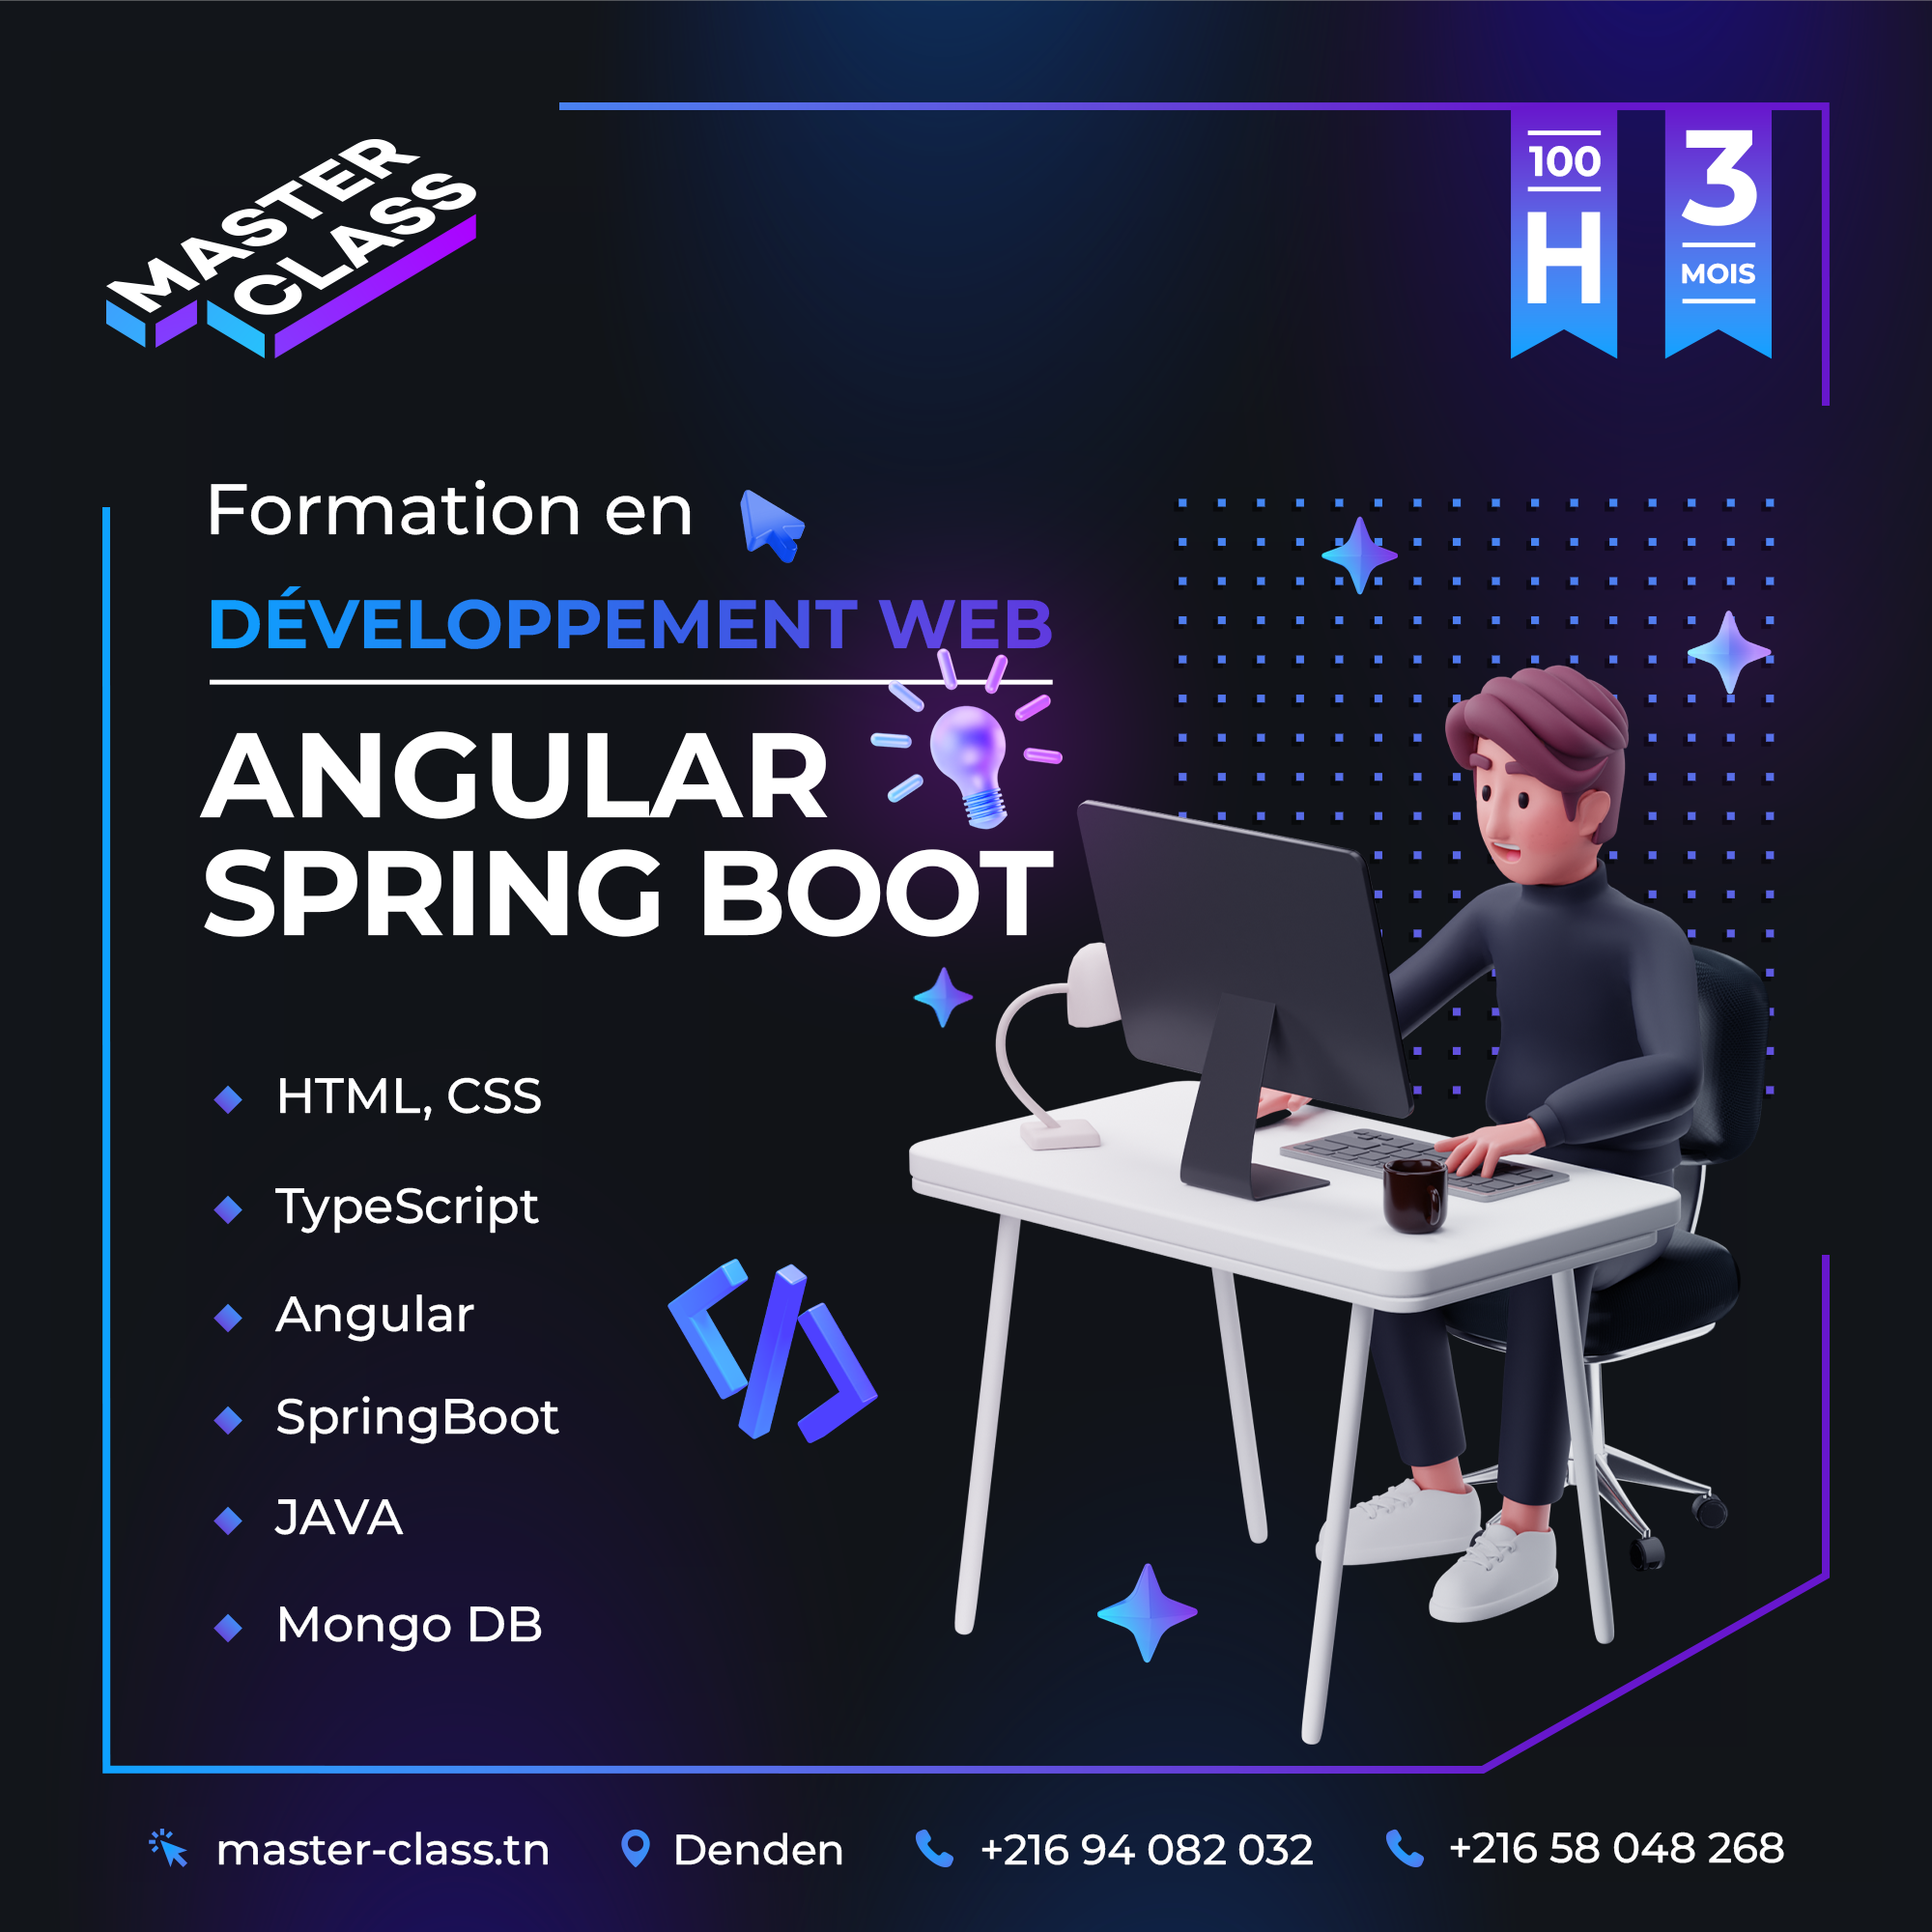 MASTER
CLASS
100
H
3
MOIS
Formation en
DÉVELOPPEMENT WEB
ANGULAR
SPRING BOOT
HTML, CSS
TypeScript
Angular
SpringBoot
JAVA
Mongo DB
master-class.tn
Denden
+216 94 082 032
+216 58 048 268